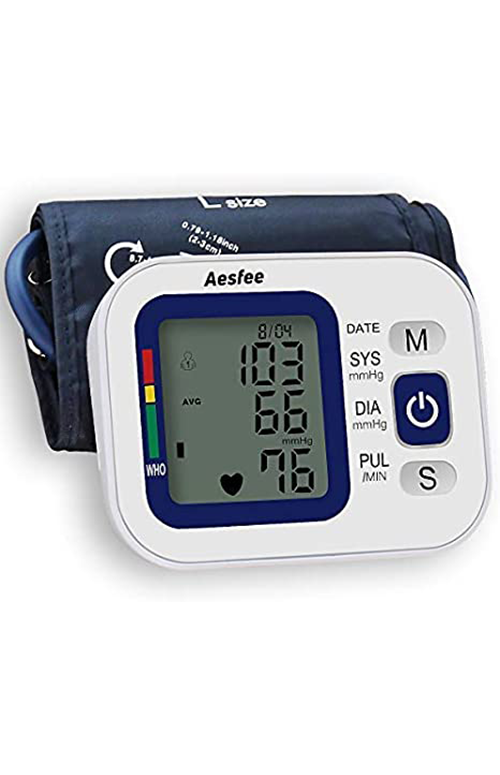 L size
0.79-1.18inch
(2-3cm)
Aesfee
8/04
103
AVG
66
mmHg
76
WHO
DATE
M
SYS
mmHg
DIA
mmHg
PUL
/MIN
S